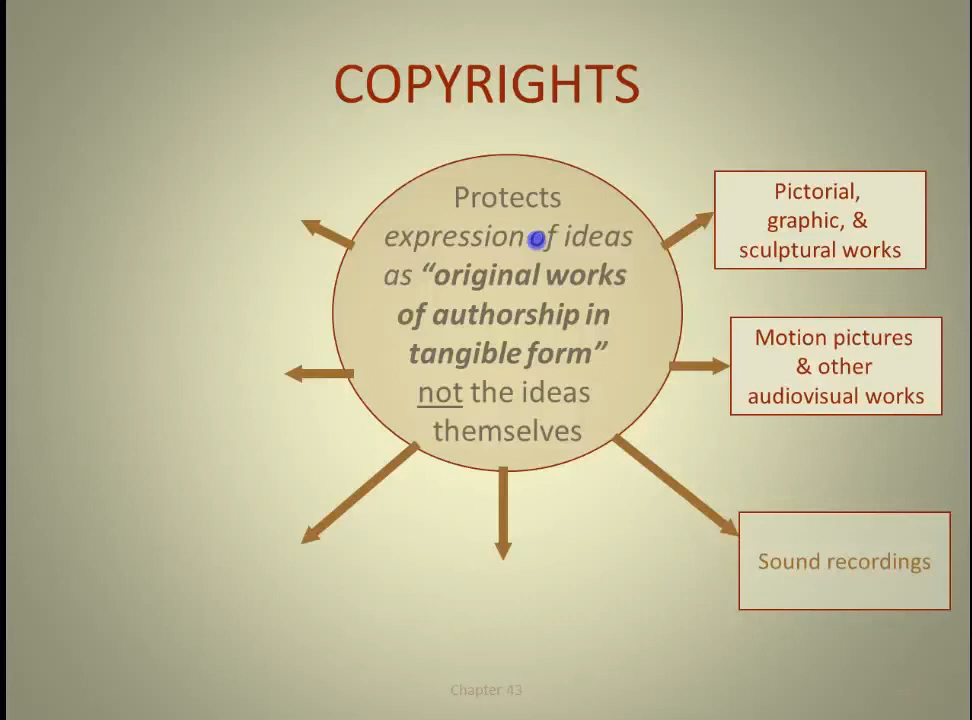 COPYRIGHTS
Protects
expression of ideas
as “original works
of authorship in
tangible form”
not the ideas
themselves
Pictorial,
graphic, &
sculptural works
Motion pictures
& other
audiovisual works
Sound recordings
Chapter 43